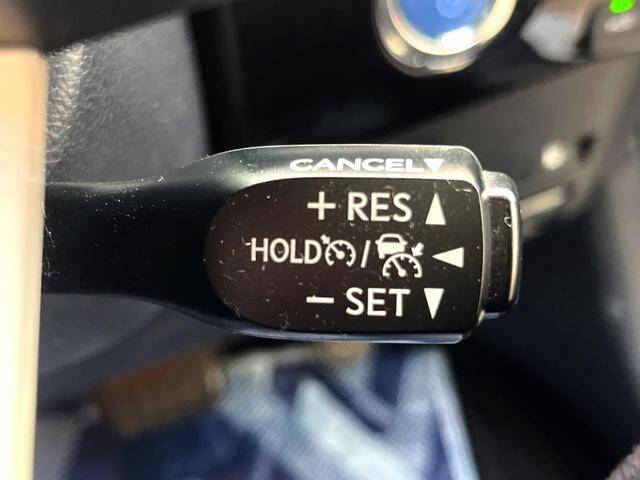 CANCEL▼
+ RES ▲
HOLD / ◀
− SET ▼